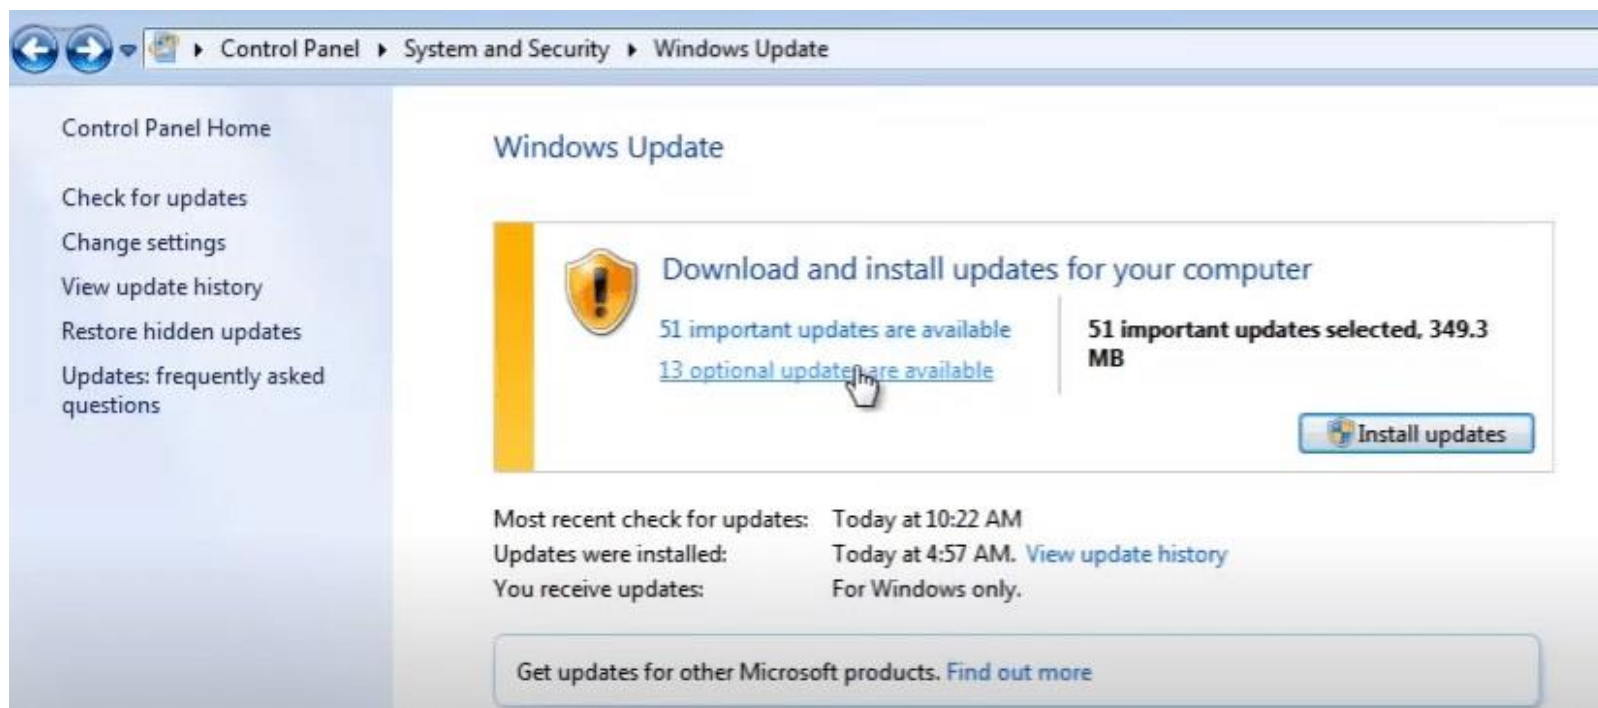 Control Panel ▸ System and Security ▸ Windows Update
Control Panel Home
Check for updates
Change settings
View update history
Restore hidden updates
Updates: frequently asked
questions
Windows Update
Download and install updates for your computer
51 important updates are available
13 optional updates are available
51 important updates selected, 349.3
MB
Install updates
Most recent check for updates: Today at 10:22 AM
Updates were installed: Today at 4:57 AM. View update history
You receive updates: For Windows only.
Get updates for other Microsoft products. Find out more